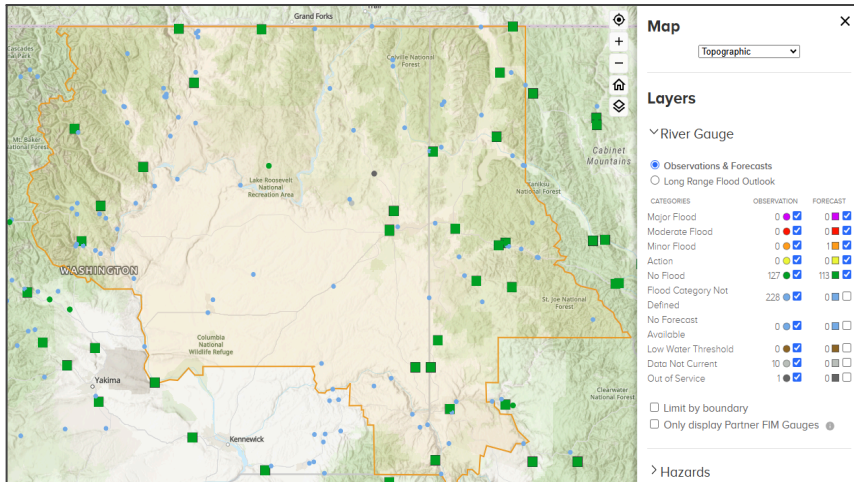 Trail
Grand Forks
Cascades
nal Park
Colville National
Forest
Mt. Baker
National Forest
Cabinet
Mountains
Lake Roosevelt
National
Recreation Area
Kaniksu
National Forest
WASHINGTON
St. Joe National
Forest
Columbia
National
Wildlife Refuge
Yakima
Clearwater
National Forest
Kennewick
Map
Topographic
Layers
River Gauge
Observations & Forecasts
Long Range Flood Outlook
CATEGORIES OBSERVATION FORECAST
Major Flood 0 0
Moderate Flood 0 0
Minor Flood 0 1
Action 0 0
No Flood 127 113
Flood Category Not
Defined 228 0
No Forecast
Available 0 0
Low Water Threshold 0 0
Data Not Current 10 0
Out of Service 1 0
Limit by boundary
Only display Partner FIM Gauges
Hazards